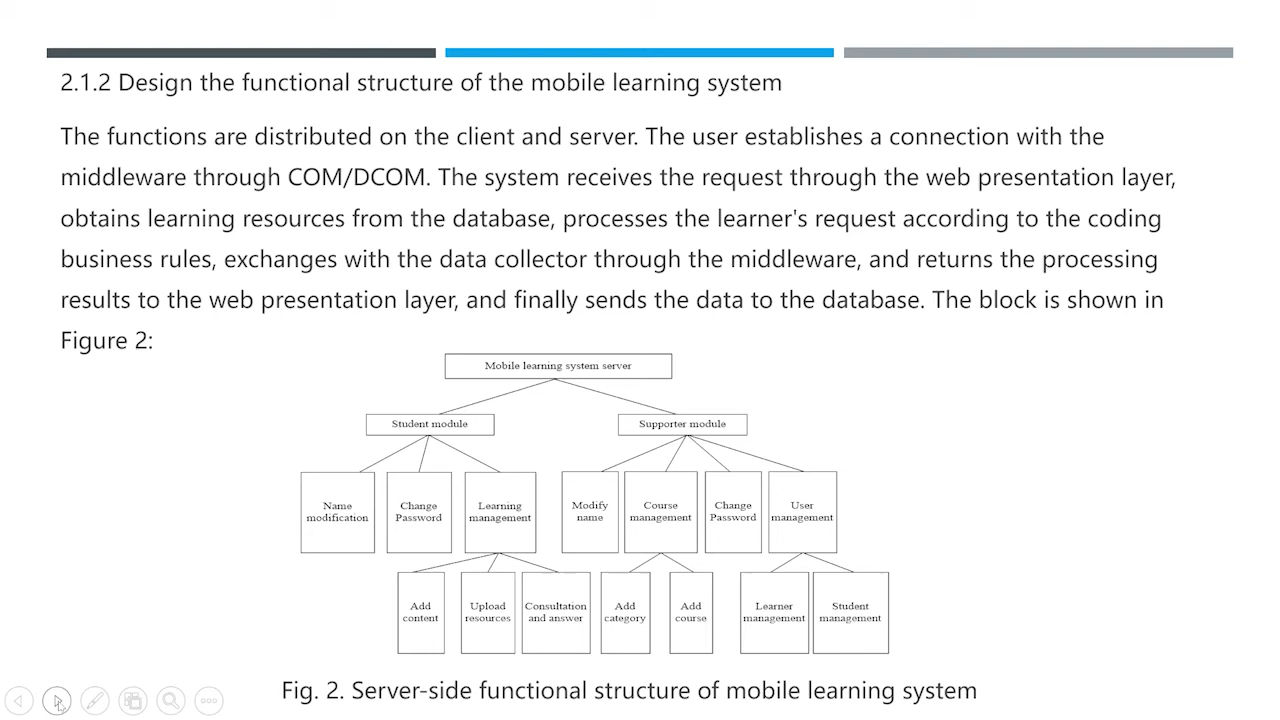 2.1.2 Design the functional structure of the mobile learning system
The functions are distributed on the client and server. The user establishes a connection with the
middleware through COM/DCOM. The system receives the request through the web presentation layer,
obtains learning resources from the database, processes the learner's request according to the coding
business rules, exchanges with the data collector through the middleware, and returns the processing
results to the web presentation layer, and finally sends the data to the database. The block is shown in
Figure 2:
Mobile learning system server
Student module
Supporter module
Name
modification
Change
Password
Learning
management
Modify
name
Course
management
Change
Password
User
management
Add
content
Upload
resources
Consultation
and answer
Add
category
Add
course
Learner
management
Student
management
Fig. 2. Server-side functional structure of mobile learning system